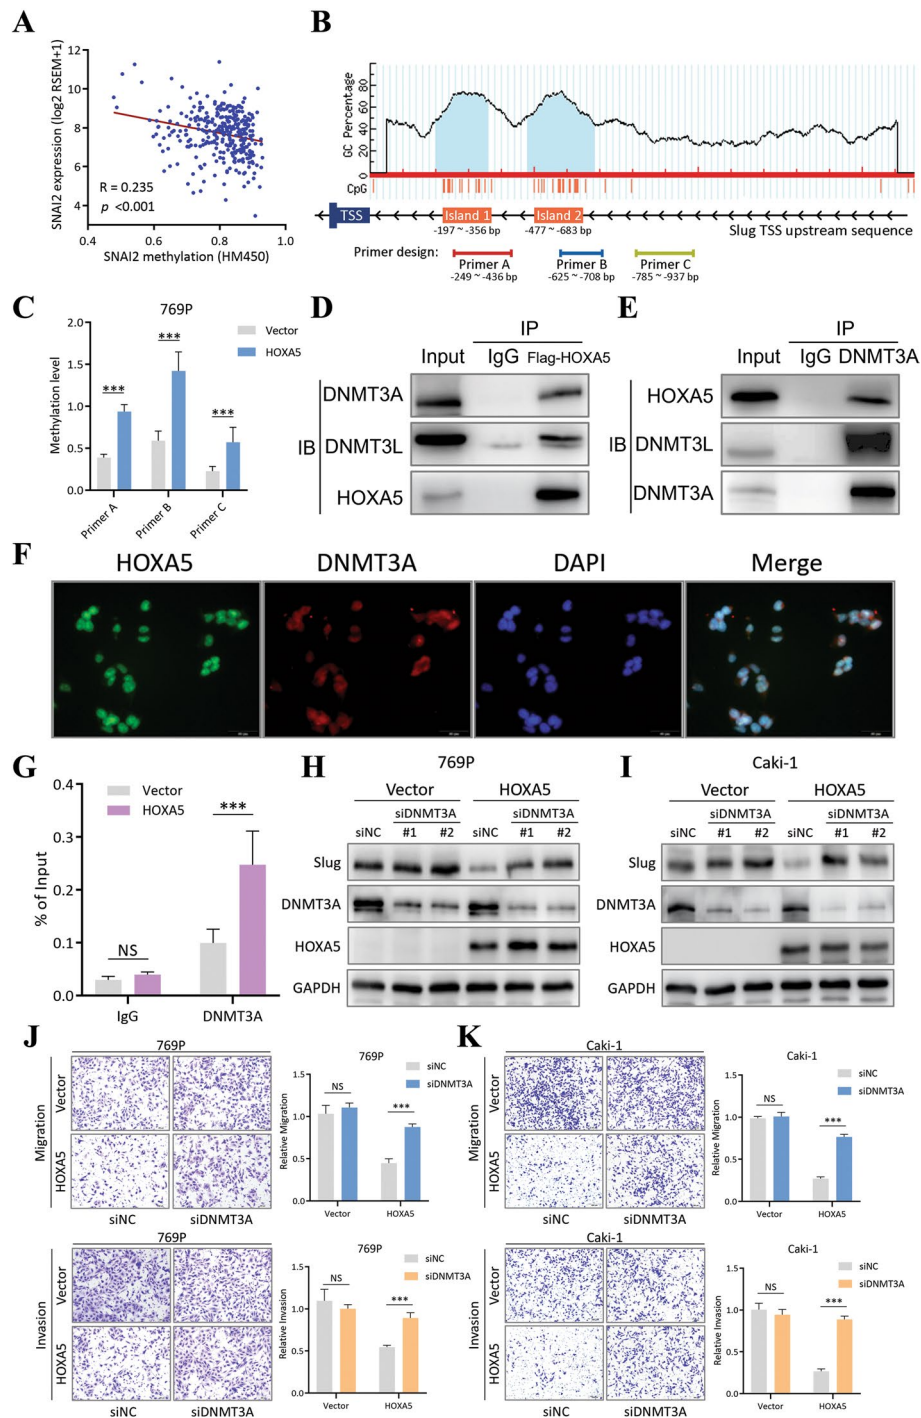 A
12
10
8
6
4
SNAI2 expression (log2 RSEM+1)
R = 0.235
p <0.001
0.4
0.6
0.8
1.0
SNAI2 methylation (HM450)
B
GC Percentage
80
60
40
20
0
CpG
TSS
Island 1
Island 2
-197 ~ -356 bp
-477 ~ -683 bp
Slug TSS upstream sequence
Primer design:
Primer A
Primer B
Primer C
-249 ~ -436 bp
-625 ~ -708 bp
-785 ~ -937 bp
C
769P
Vector
HOXA5
Methylation level
2.0
1.5
1.0
0.5
0.0
***
***
***
Primer A
Primer B
Primer C
D
IP
Input
IgG
Flag-HOXA5
IB
DNMT3A
DNMT3L
HOXA5
E
IP
Input
IgG
DNMT3A
IB
HOXA5
DNMT3L
DNMT3A
F
HOXA5
DNMT3A
DAPI
Merge
G
Vector
HOXA5
% of Input
0.4
0.3
0.2
0.1
0.0
NS
***
IgG
DNMT3A
H
769P
Vector
HOXA5
siDNMT3A
siDNMT3A
siNC
#1
#2
siNC
#1
#2
Slug
DNMT3A
HOXA5
GAPDH
I
Caki-1
Vector
HOXA5
siDNMT3A
siDNMT3A
siNC
#1
#2
siNC
#1
#2
Slug
DNMT3A
HOXA5
GAPDH
J
769P
Migration
Vector
HOXA5
siNC
siDNMT3A
769P
siNC
siDNMT3A
Relative Migration
1.5
1.0
0.5
0.0
NS
***
Vector
HOXA5
769P
Invasion
Vector
HOXA5
siNC
siDNMT3A
769P
siNC
siDNMT3A
Relative Invasion
1.5
1.0
0.5
0.0
NS
***
Vector
HOXA5
K
Caki-1
Migration
Vector
HOXA5
siNC
siDNMT3A
Caki-1
siNC
siDNMT3A
Relative Migration
1.5
1.0
0.5
0.0
NS
***
Vector
HOXA5
Caki-1
Invasion
Vector
HOXA5
siNC
siDNMT3A
Caki-1
siNC
siDNMT3A
Relative Invasion
1.5
1.0
0.5
0.0
NS
***
Vector
HOXA5